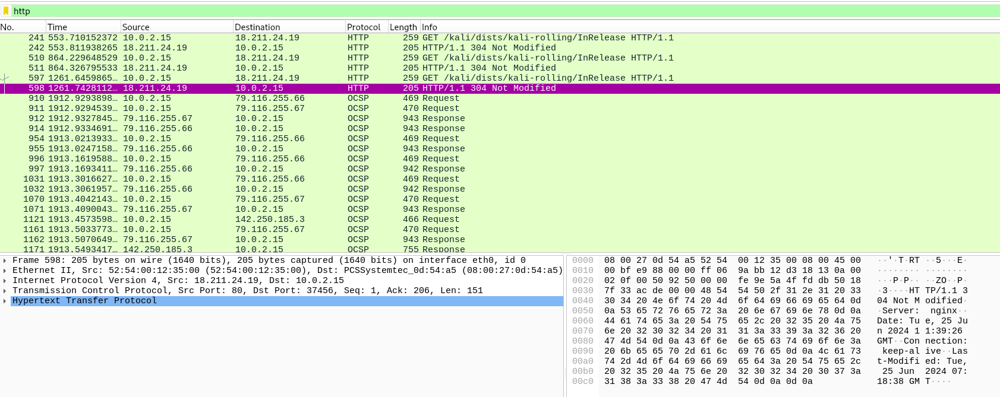 http
No. Time Source Destination Protocol Length Info
241 553.710152372 10.0.2.15 18.211.24.19 HTTP 259 GET /kali/dists/kali-rolling/InRelease HTTP/1.1
242 553.811938265 18.211.24.19 10.0.2.15 HTTP 205 HTTP/1.1 304 Not Modified
510 864.229648529 10.0.2.15 18.211.24.19 HTTP 259 GET /kali/dists/kali-rolling/InRelease HTTP/1.1
511 864.326795533 18.211.24.19 10.0.2.15 HTTP 205 HTTP/1.1 304 Not Modified
597 1261.6459865… 10.0.2.15 18.211.24.19 HTTP 259 GET /kali/dists/kali-rolling/InRelease HTTP/1.1
598 1261.7428112… 18.211.24.19 10.0.2.15 HTTP 205 HTTP/1.1 304 Not Modified
910 1912.9293898… 10.0.2.15 79.116.255.66 OCSP 469 Request
911 1912.9294539… 10.0.2.15 79.116.255.67 OCSP 470 Request
912 1912.9327845… 79.116.255.67 10.0.2.15 OCSP 943 Response
914 1912.9334691… 79.116.255.66 10.0.2.15 OCSP 943 Response
954 1913.0213933… 10.0.2.15 79.116.255.66 OCSP 469 Request
955 1913.0247158… 79.116.255.66 10.0.2.15 OCSP 943 Response
996 1913.1619588… 10.0.2.15 79.116.255.66 OCSP 469 Request
997 1913.1693411… 79.116.255.66 10.0.2.15 OCSP 942 Response
1031 1913.3016627… 10.0.2.15 79.116.255.66 OCSP 469 Request
1032 1913.3061957… 79.116.255.66 10.0.2.15 OCSP 942 Response
1070 1913.4042143… 10.0.2.15 79.116.255.67 OCSP 470 Request
1071 1913.4090043… 79.116.255.67 10.0.2.15 OCSP 943 Response
1121 1913.4573598… 10.0.2.15 142.250.185.3 OCSP 466 Request
1161 1913.5033773… 10.0.2.15 79.116.255.67 OCSP 470 Request
1162 1913.5070649… 79.116.255.67 10.0.2.15 OCSP 943 Response
1171 1913.5493417… 142.250.185.3 10.0.2.15 OCSP 755 Response
Frame 598: 205 bytes on wire (1640 bits), 205 bytes captured (1640 bits) on interface eth0, id 0
Ethernet II, Src: 52:54:00:12:35:00 (52:54:00:12:35:00), Dst: PCSSystemtec_0d:54:a5 (08:00:27:0d:54:a5)
Internet Protocol Version 4, Src: 18.211.24.19, Dst: 10.0.2.15
Transmission Control Protocol, Src Port: 80, Dst Port: 37456, Seq: 1, Ack: 206, Len: 151
Hypertext Transfer Protocol
0000 08 00 27 0d 54 a5 52 54 00 12 35 00 08 00 45 00 ··'·T·RT ··5···E·
0010 00 bf e9 88 00 00 ff 06 9a bb 12 d3 18 13 0a 00 ········ ········
0020 02 0f 00 50 92 50 00 00 fe 9e 5a 4f fd db 50 18 ···P·P·· ··ZO··P·
0030 7f 33 ac de 00 00 48 54 54 50 2f 31 2e 31 20 33 ·3····HT TP/1.1 3
0040 30 34 20 4e 6f 74 20 4d 6f 64 69 66 69 65 64 0d 04 Not M odified·
0050 0a 53 65 72 76 65 72 3a 20 6e 67 69 6e 78 0d 0a ·Server: nginx··
0060 44 61 74 65 3a 20 54 75 65 2c 20 32 35 20 4a 75 Date: Tu e, 25 Ju
0070 6e 20 32 30 32 34 20 31 31 3a 33 39 3a 32 36 20 n 2024 1 1:39:26
0080 47 4d 54 0d 0a 43 6f 6e 6e 65 63 74 69 6f 6e 3a GMT··Con nection:
0090 20 6b 65 65 70 2d 61 6c 69 76 65 0d 0a 4c 61 73 keep-al ive··Las
00a0 74 2d 4d 6f 64 69 66 69 65 64 3a 20 54 75 65 2c t-Modifi ed: Tue,
00b0 20 32 35 20 4a 75 6e 20 32 30 32 34 20 30 37 3a 25 Jun 2024 07:
00c0 31 38 3a 33 38 20 47 4d 54 0d 0a 0d 0a 18:38 GM T····